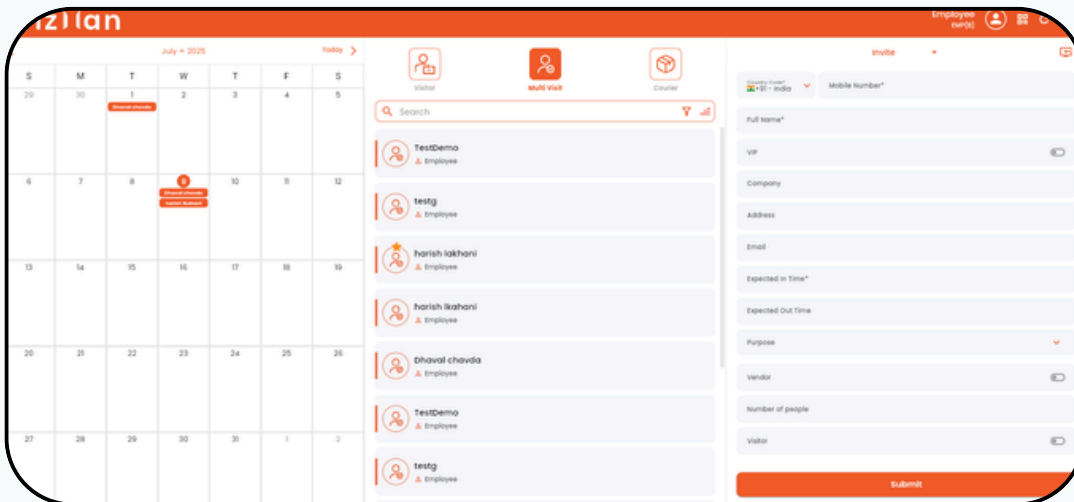 Employee
EMP(E)
July - 2025
Today
S M T W T F S
29 30 1 2 3 4 5
Dhaval chavda
6 7 8 9 10 11 12
Dhaval chavda
harish lkahani
13 14 15 16 17 18 19
20 21 22 23 24 25 26
27 28 29 30 31 1 2
Visitor
Multi Visit
Courier
Search
TestDemo
Employee
testg
Employee
harish lakhani
Employee
harish lkahani
Employee
Dhaval chavda
Employee
TestDemo
Employee
testg
Employee
Invite
Country Code*
+91 - India
Mobile Number*
Full Name*
VIP
Company
Address
Email
Expected In Time*
Expected Out Time
Purpose
Vendor
Number of people
Visitor
Submit